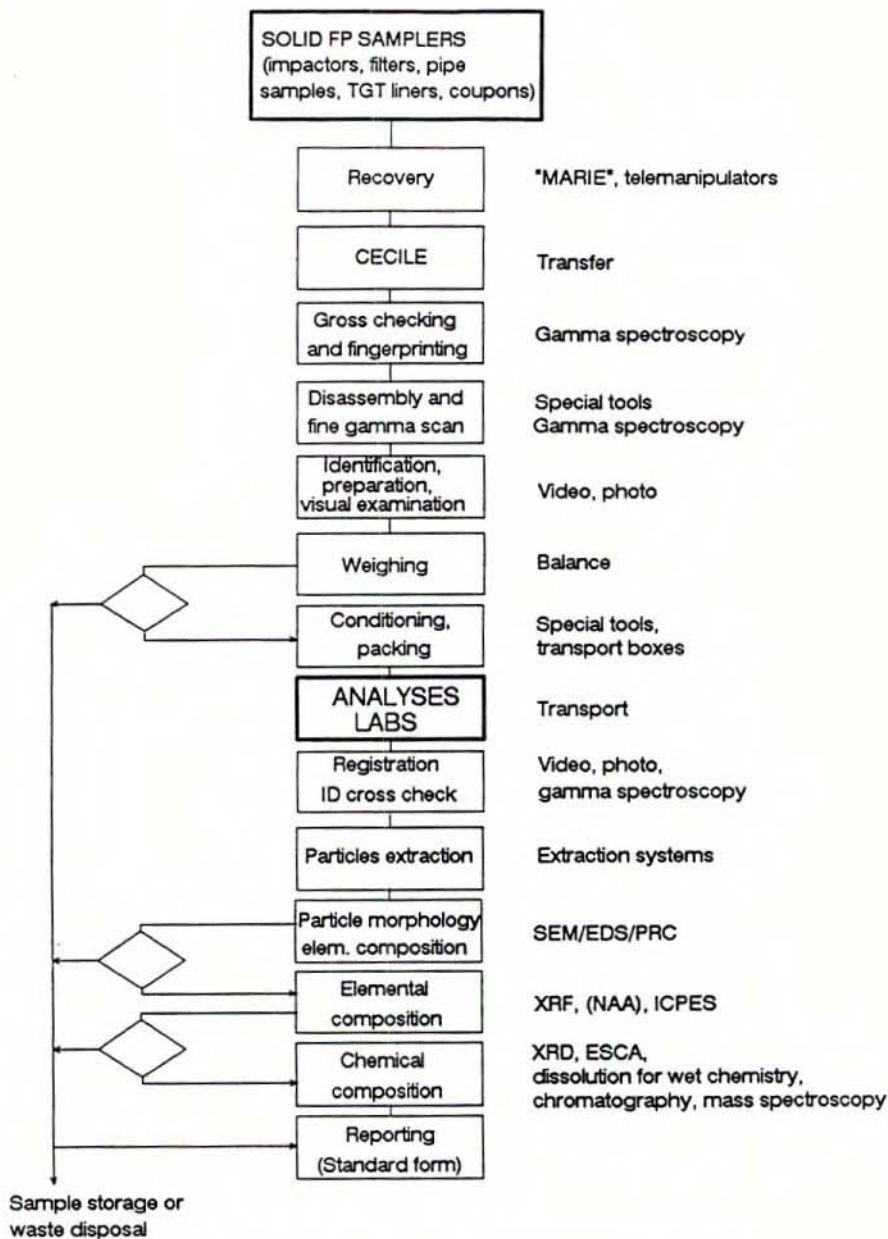 SOLID FP SAMPLERS
(impactors, filters, pipe
samples, TGT liners, coupons)
Recovery
"MARIE", telemanipulators
CECILE
Transfer
Gross checking
and fingerprinting
Gamma spectroscopy
Disassembly and
fine gamma scan
Special tools
Gamma spectroscopy
Identification,
preparation,
visual examination
Video, photo
Weighing
Balance
Conditioning,
packing
Special tools,
transport boxes
ANALYSES
LABS
Transport
Registration
ID cross check
Video, photo,
gamma spectroscopy
Particles extraction
Extraction systems
Particle morphology
elem. composition
SEM/EDS/PRC
Elemental
composition
XRF, (NAA), ICPES
Chemical
composition
XRD, ESCA,
dissolution for wet chemistry,
chromatography, mass spectroscopy
Reporting
(Standard form)
Sample storage or
waste disposal